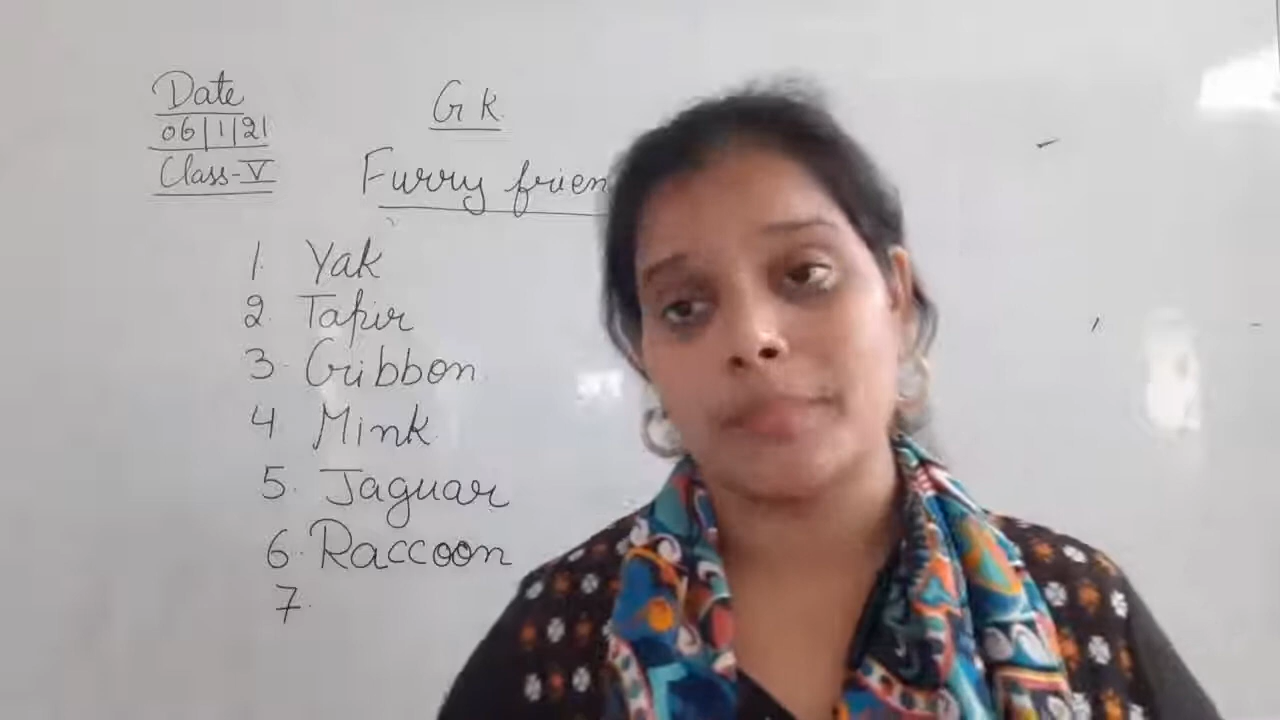 Date
06/1/21
Class-V
G K
Furry frien
1. Yak
2. Tapir
3. Gibbon
4. Mink
5. Jaguar
6. Raccoon
7.